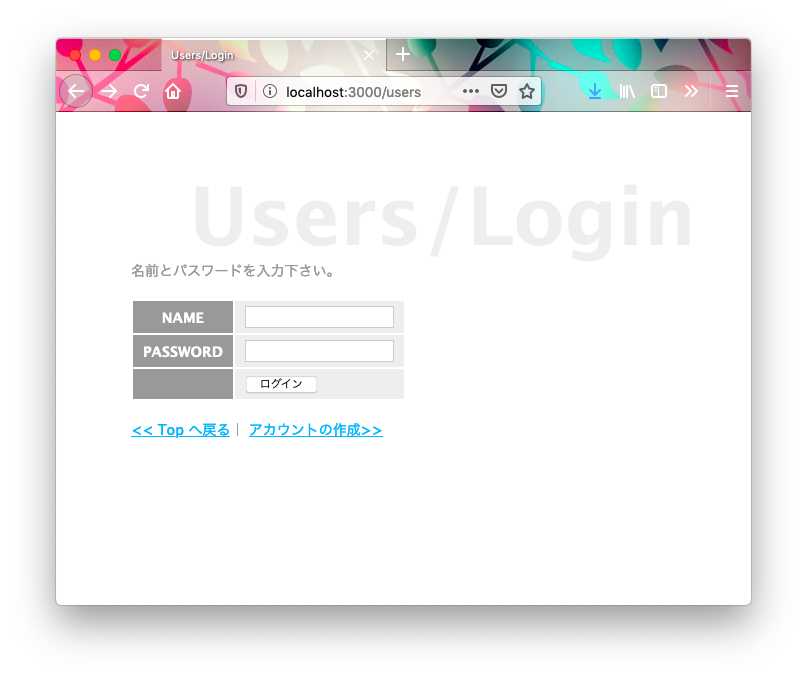 Users/Login
localhost:3000/users
Users/Login
名前とパスワードを入力下さい。
NAME
PASSWORD
ログイン
<< Top へ戻る | アカウントの作成>>